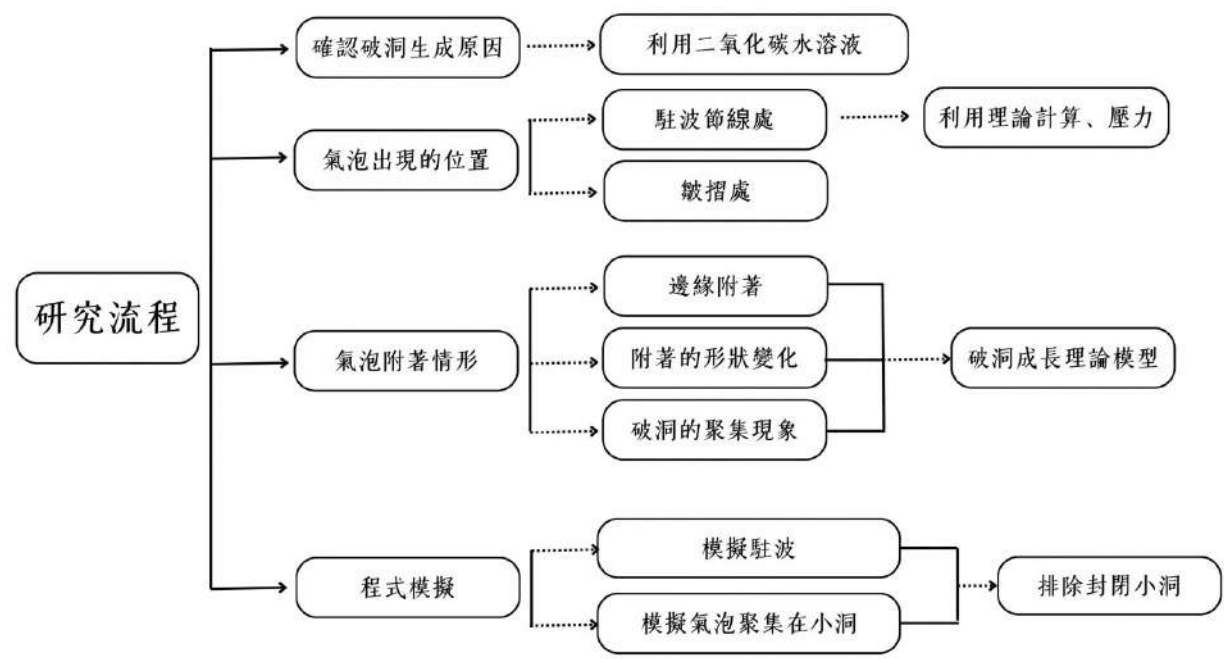 研究流程
確認破洞生成原因
利用二氧化碳水溶液
氣泡出現的位置
駐波節線處
利用理論計算、壓力
皺摺處
氣泡附著情形
邊緣附著
附著的形狀變化
破洞的聚集現象
破洞成長理論模型
程式模擬
模擬駐波
模擬氣泡聚集在小洞
排除封閉小洞